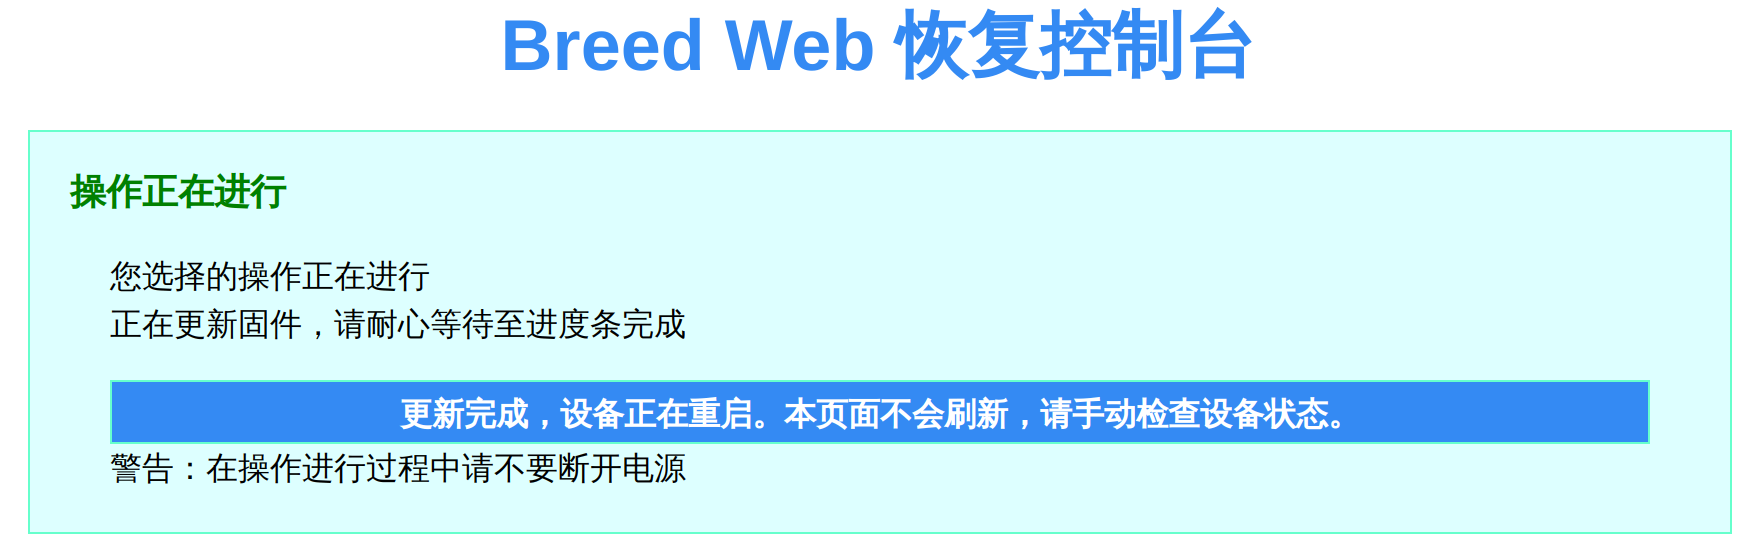 Breed Web 恢复控制台
操作正在进行
您选择的操作正在进行
正在更新固件，请耐心等待至进度条完成
更新完成，设备正在重启。本页面不会刷新，请手动检查设备状态。
警告：在操作进行过程中请不要断开电源